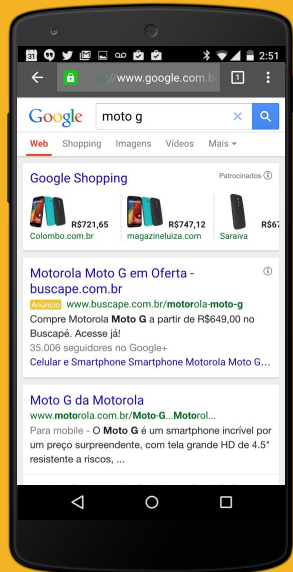 31
2:51
://www.google.com.b
1
Google
moto g
Web Shopping Imagens Vídeos Mais
Google Shopping
Patrocinados
R$721,65
Colombo.com.br
R$747,12
magazineluiza.com
R$67
Saraiva
Motorola Moto G em Oferta -
buscape.com.br
Anúncio www.buscape.com.br/motorola-moto-g
Compre Motorola Moto G a partir de R$649,00 no
Buscapé. Acesse já!
35.006 seguidores no Google+
Celular e Smartphone Smartphone Motorola Moto G...
Moto G da Motorola
www.motorola.com.br/Moto-G...Motorol...
Para mobile - O Moto G é um smartphone incrível por
um preço surpreendente, com tela grande HD de 4.5"
resistente a riscos, ...